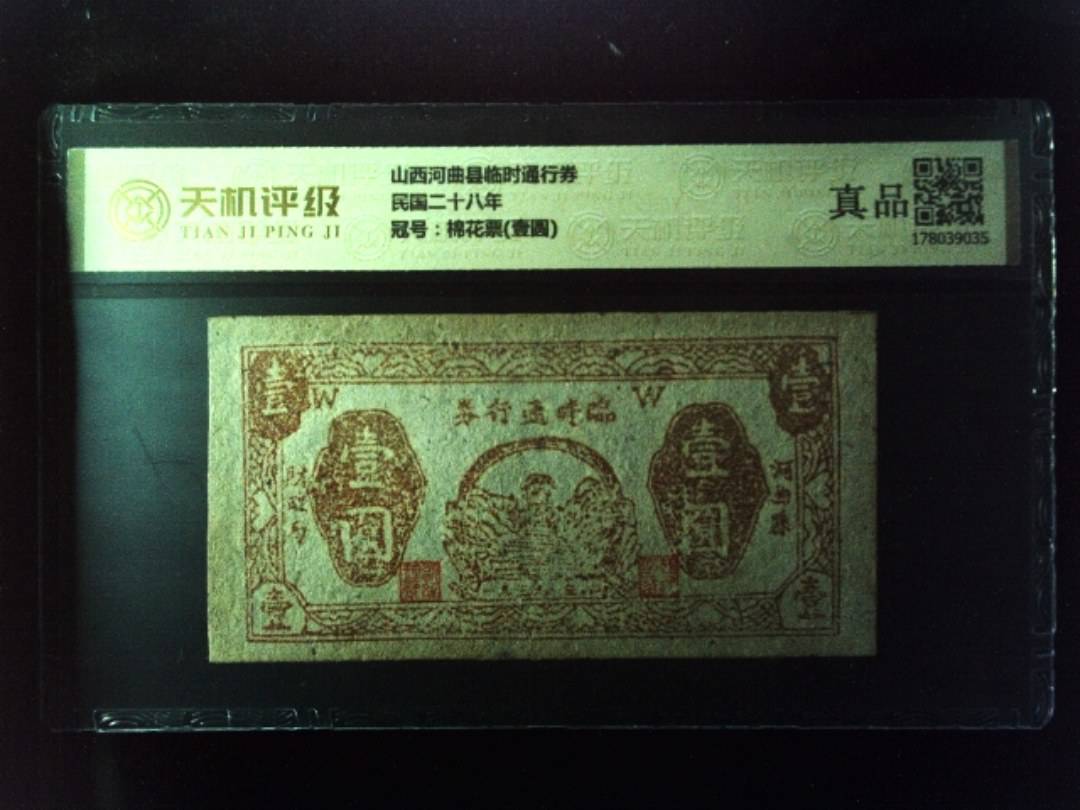 天机评级
TIAN JI PING JI
山西河曲县临时通行券
民国二十八年
冠号：棉花票(壹圆)
真品
178039035
壹
壹
W
W
券行通時臨
壹圓
壹圓
財政局
河曲縣
壹
壹